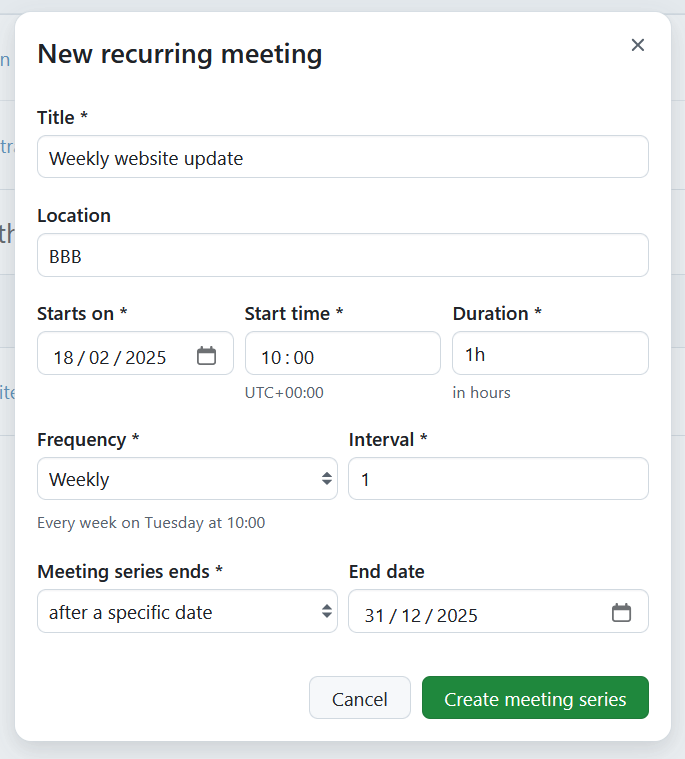 New recurring meeting
Title *
Weekly website update
Location
BBB
Starts on * Start time * Duration *
18 / 02 / 2025 10 : 00 1h
UTC+00:00 in hours
Frequency * Interval *
Weekly 1
Every week on Tuesday at 10:00
Meeting series ends * End date
after a specific date 31 / 12 / 2025
Cancel Create meeting series